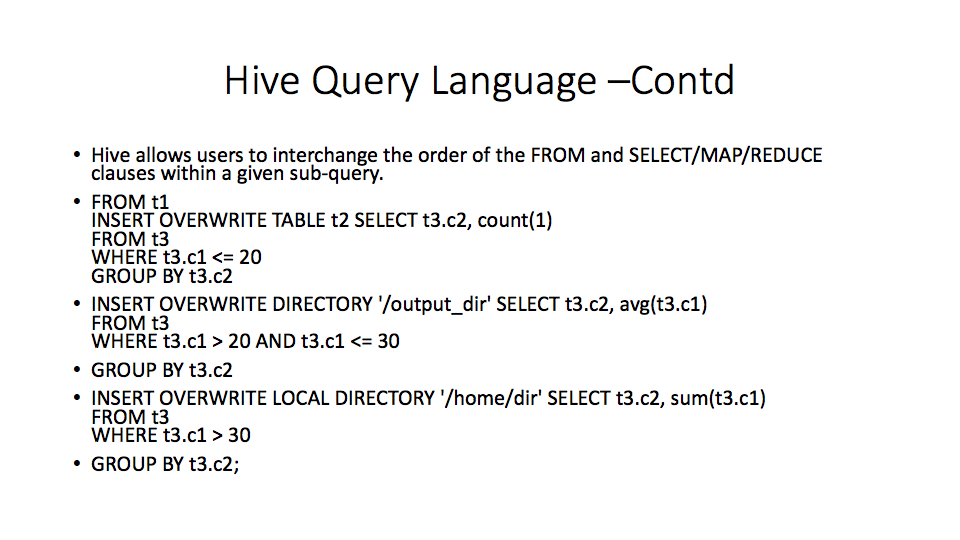 Hive Query Language –Contd
• Hive allows users to interchange the order of the FROM and SELECT/MAP/REDUCE
clauses within a given sub-query.
• FROM t1
INSERT OVERWRITE TABLE t2 SELECT t3.c2, count(1)
FROM t3
WHERE t3.c1 <= 20
GROUP BY t3.c2
• INSERT OVERWRITE DIRECTORY '/output_dir' SELECT t3.c2, avg(t3.c1)
FROM t3
WHERE t3.c1 > 20 AND t3.c1 <= 30
• GROUP BY t3.c2
• INSERT OVERWRITE LOCAL DIRECTORY '/home/dir' SELECT t3.c2, sum(t3.c1)
FROM t3
WHERE t3.c1 > 30
• GROUP BY t3.c2;